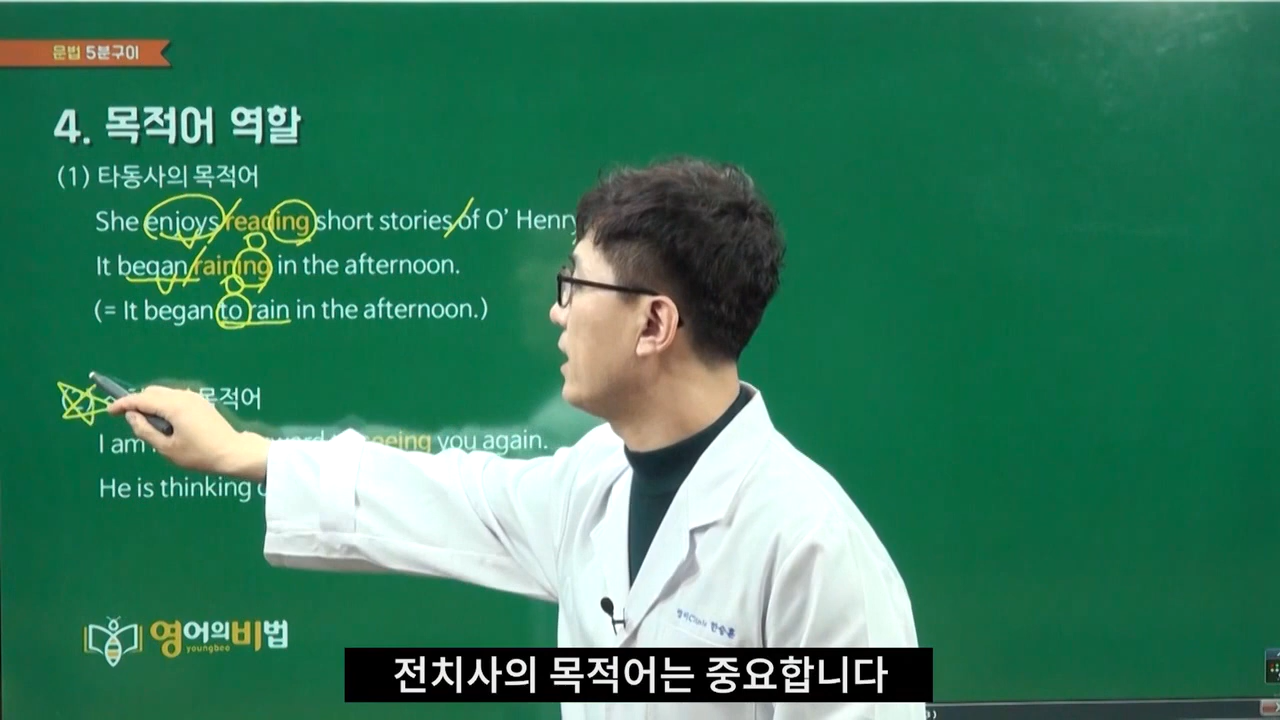 문법 5분구이
4. 목적어 역할
(1) 타동사의 목적어
She enjoys reading short stories of O' Henry
It began raining in the afternoon.
(= It began to rain in the afternoon.)
목적어
I am seeing you again.
He is thinking
영어의비법
youngbee
한승훈
전치사의 목적어는 중요합니다